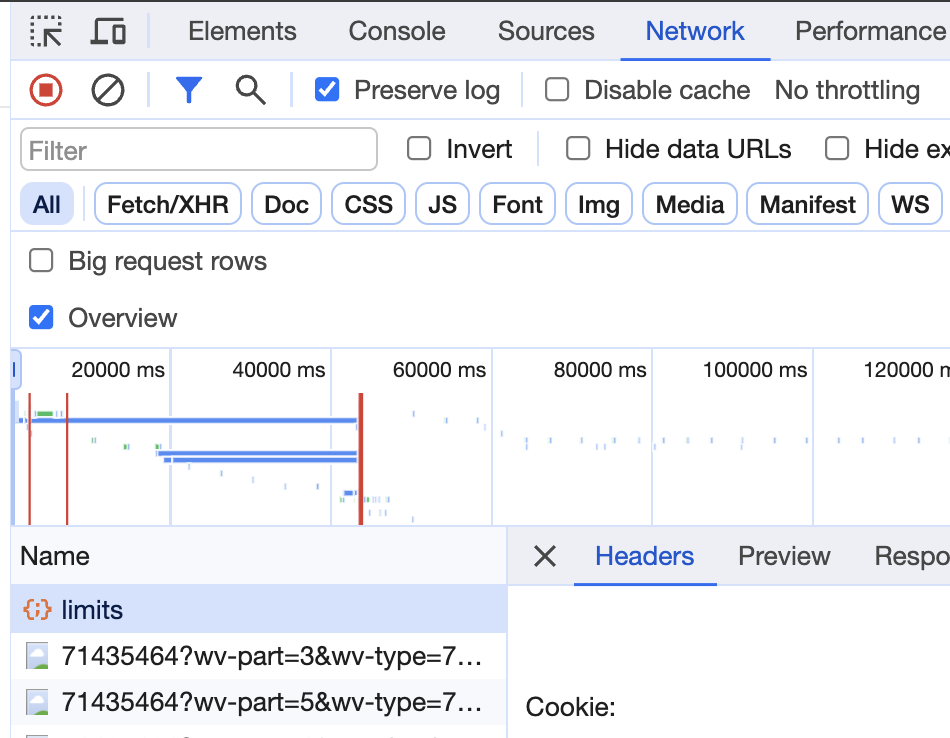 Elements Console Sources Network Performance
Preserve log Disable cache No throttling
Filter Invert Hide data URLs Hide ex
All Fetch/XHR Doc CSS JS Font Img Media Manifest WS
Big request rows
Overview
20000 ms 40000 ms 60000 ms 80000 ms 100000 ms 120000 m
Name Headers Preview Respo
limits
71435464?wv-part=3&wv-type=7…
71435464?wv-part=5&wv-type=7…
Cookie: